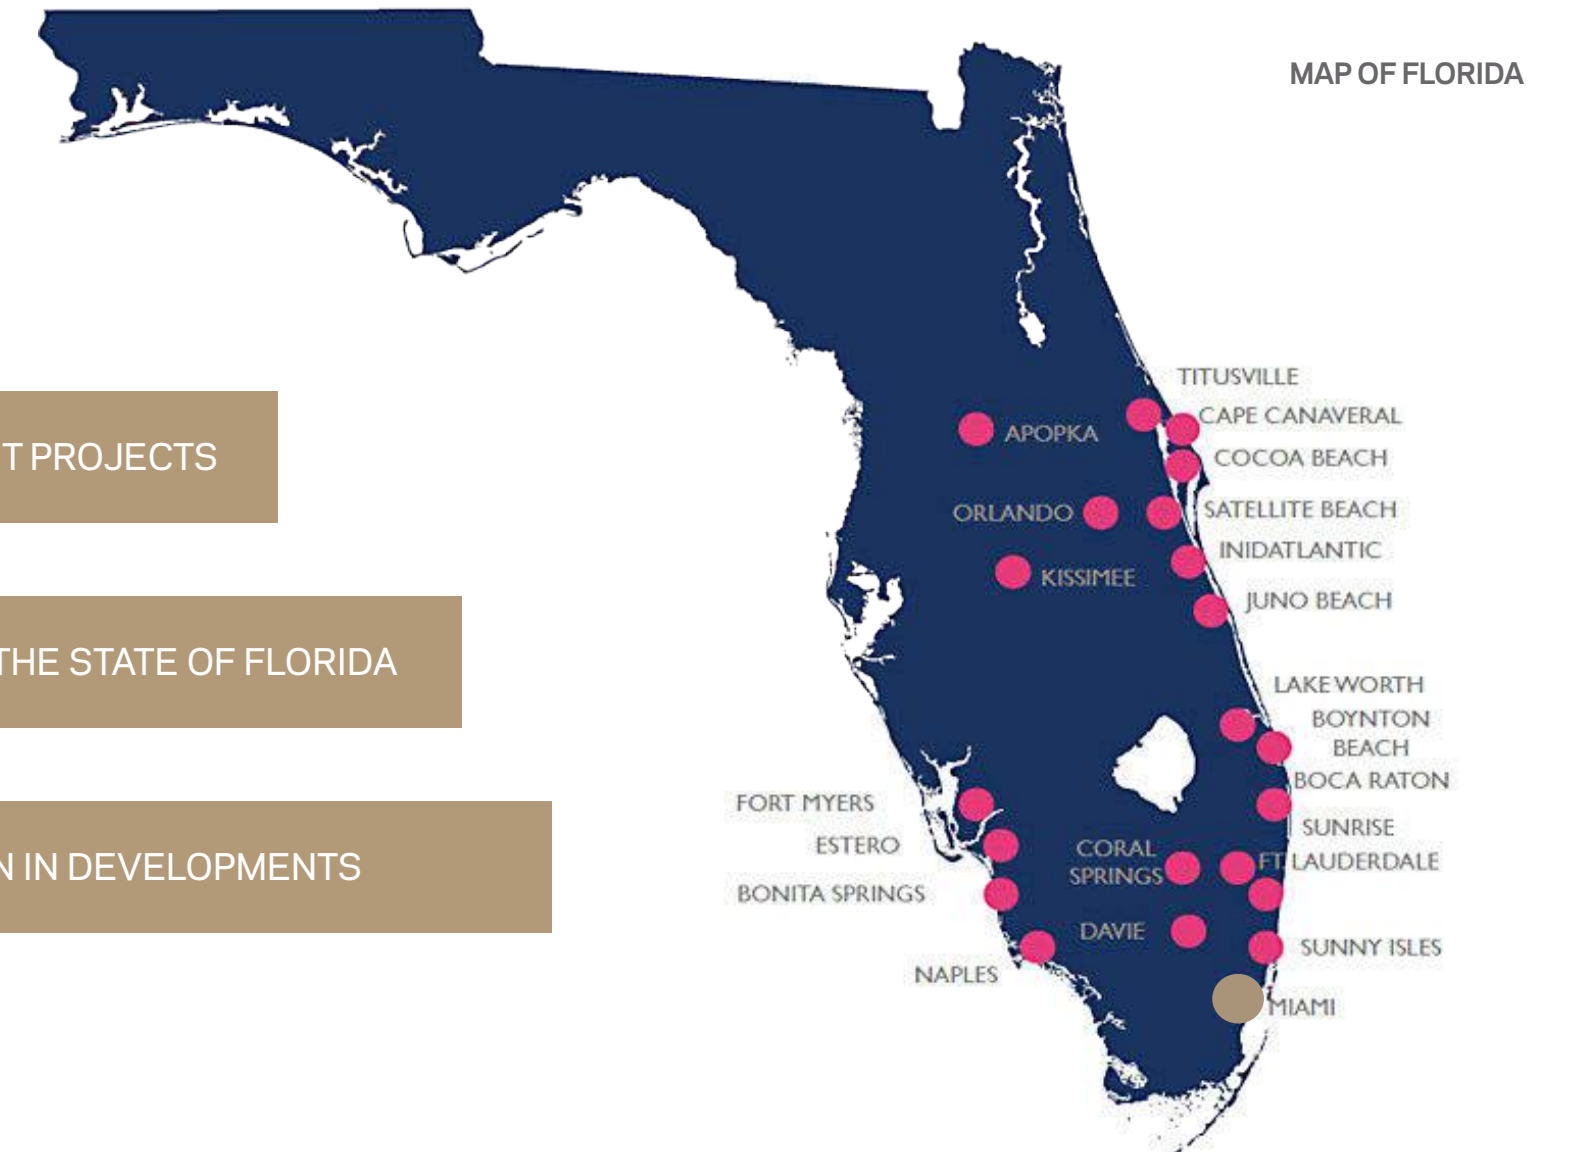 MAP OF FLORIDA
T PROJECTS
THE STATE OF FLORIDA
N IN DEVELOPMENTS
TITUSVILLE
CAPE CANAVERAL
APOPKA
COCOA BEACH
ORLANDO
SATELLITE BEACH
INIDATLANTIC
KISSIMEE
JUNO BEACH
LAKE WORTH
BOYNTON
BEACH
BOCA RATON
FORT MYERS
SUNRISE
ESTERO
CORAL
SPRINGS
FT. LAUDERDALE
BONITA SPRINGS
DAVIE
SUNNY ISLES
NAPLES
MIAMI